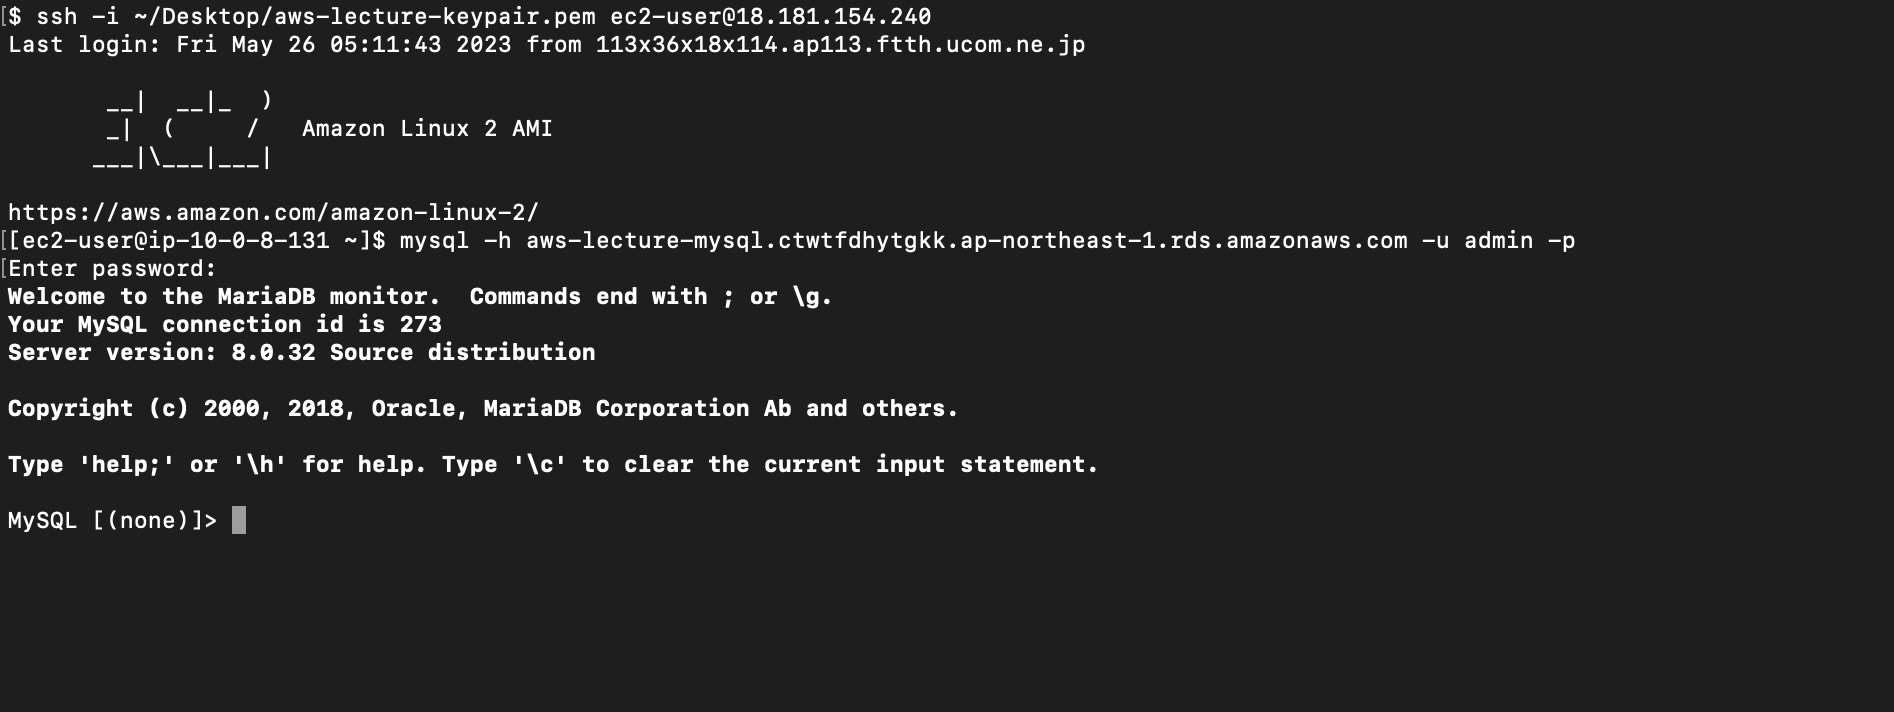 [$ ssh -i ~/Desktop/aws-lecture-keypair.pem ec2-user@18.181.154.240
Last login: Fri May 26 05:11:43 2023 from 113x36x18x114.ap113.ftth.ucom.ne.jp

       __|  __|_  )
       _|  (     /   Amazon Linux 2 AMI
      ___|\___|___|

https://aws.amazon.com/amazon-linux-2/
[[ec2-user@ip-10-0-8-131 ~]$ mysql -h aws-lecture-mysql.ctwtfdhytgkk.ap-northeast-1.rds.amazonaws.com -u admin -p
[Enter password:
Welcome to the MariaDB monitor.  Commands end with ; or \g.
Your MySQL connection id is 273
Server version: 8.0.32 Source distribution

Copyright (c) 2000, 2018, Oracle, MariaDB Corporation Ab and others.

Type 'help;' or '\h' for help. Type '\c' to clear the current input statement.

MySQL [(none)]>